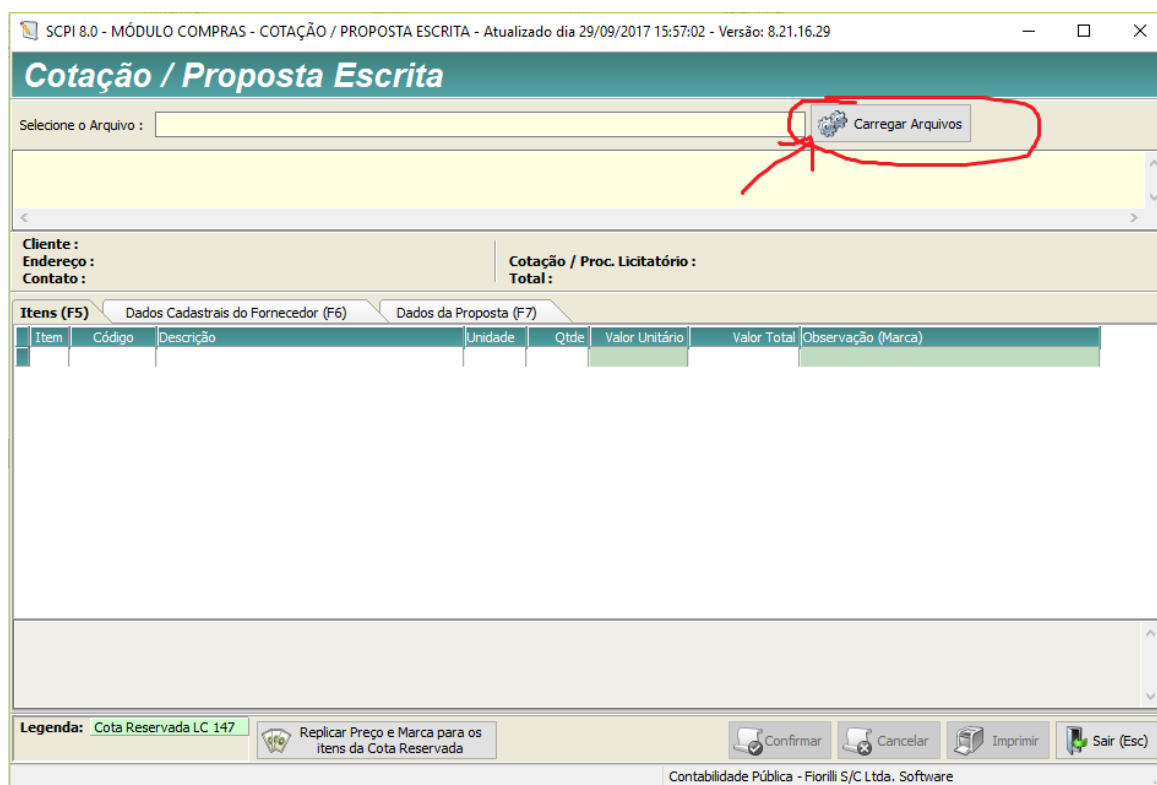 SCPI 8.0 - MÓDULO COMPRAS - COTAÇÃO / PROPOSTA ESCRITA - Atualizado dia 29/09/2017 15:57:02 - Versão: 8.21.16.29
Cotação / Proposta Escrita
Selecione o Arquivo :
Carregar Arquivos
Cliente :
Endereço :
Contato :
Cotação / Proc. Licitatório :
Total :
Itens (F5) Dados Cadastrais do Fornecedor (F6) Dados da Proposta (F7)
Item Código Descrição Unidade Qtde Valor Unitário Valor Total Observação (Marca)
Legenda: Cota Reservada LC 147
Replicar Preço e Marca para os
itens da Cota Reservada
Confirmar Cancelar Imprimir Sair (Esc)
Contabilidade Pública - Fiorilli S/C Ltda. Software